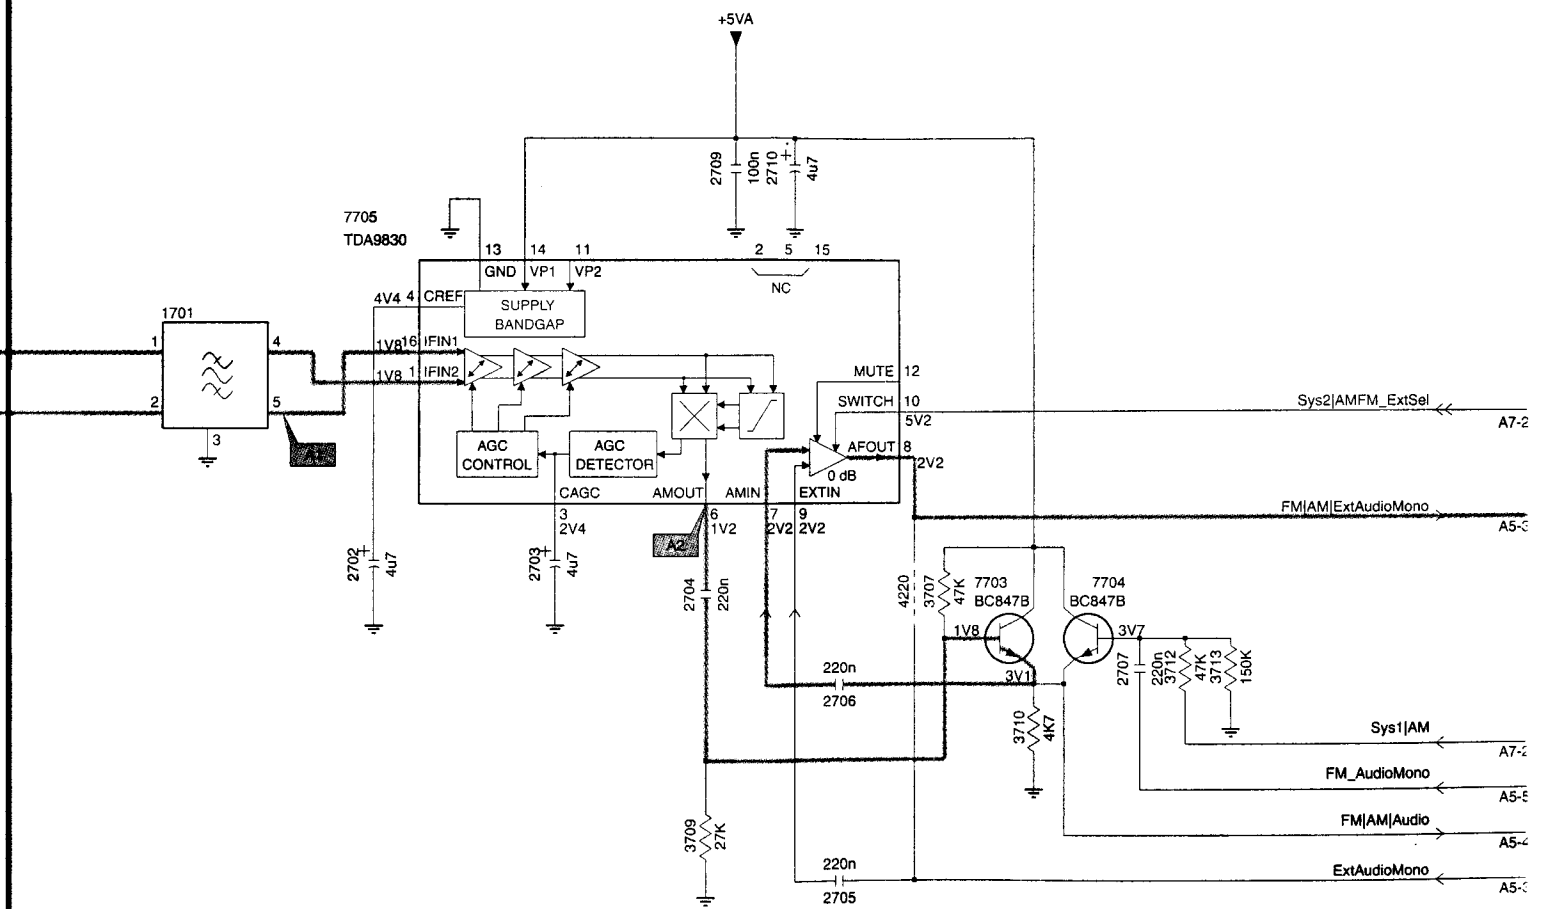 +5VA
2709
100n
2710
+
4u7
7705
TDA9830
13
14
11
2
5
15
GND
VP1
VP2
NC
4V4
4
CREF
SUPPLY
BANDGAP
1701
1
4
2
5
3
1V8
16
IFIN1
1V8
1
IFIN2
MUTE
12
SWITCH
10
5V2
Sys2|AMFM_ExtSel
A7-2
AGC
CONTROL
AGC
DETECTOR
AFOUT
8
2V2
0 dB
A1
CAGC
AMOUT
AMIN
EXTIN
3
2V4
6
1V2
7
2V2
9
2V2
FM|AM|ExtAudioMono
A5-3
A2
2702
+
4u7
2703
+
4u7
2704
220n
4220
3707
47K
7703
BC847B
7704
BC847B
1V8
3V7
3V1
2707
220n
3712
47K
3713
150K
220n
2706
3710
4K7
Sys1|AM
A7-2
FM_AudioMono
A5-5
FM|AM|Audio
A5-4
3709
27K
220n
2705
ExtAudioMono
A5-3